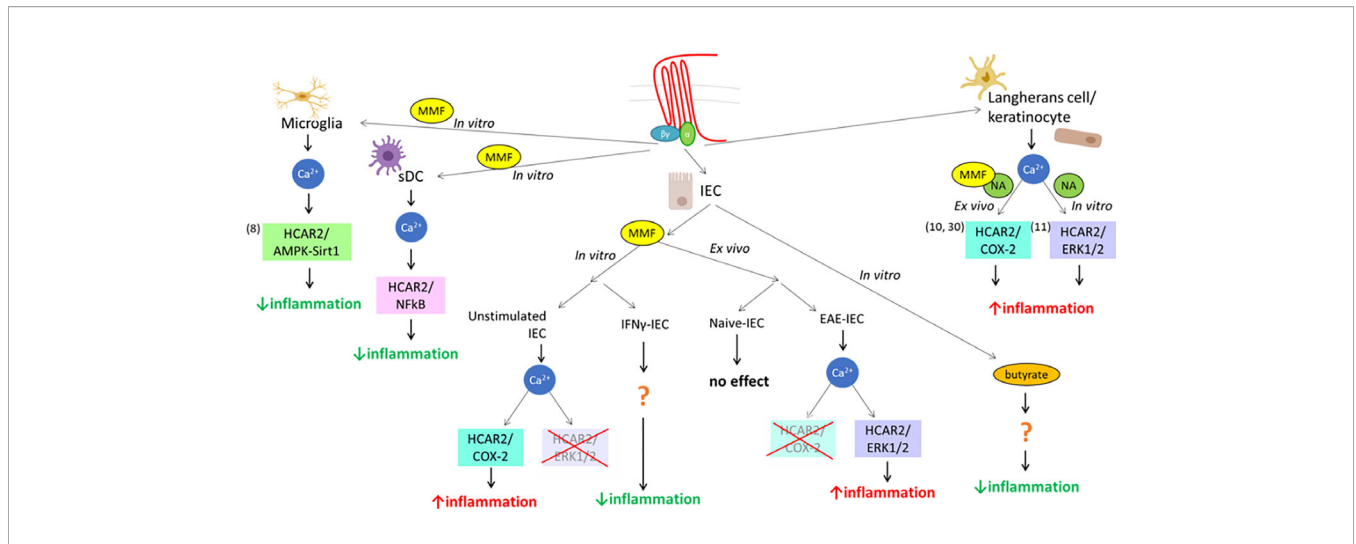 MMF
In vitro
Microglia
Ca²⁺
(8)
HCAR2/
AMPK-Sirt1
↓inflammation
MMF
In vitro
sDC
Ca²⁺
HCAR2/
NFkB
↓inflammation
βγ
α
IEC
MMF
In vitro
Ex vivo
In vitro
Unstimulated
IEC
Ca²⁺
HCAR2/
COX-2
↑inflammation
HCAR2/
ERK1/2
IFNγ-IEC
?
↓inflammation
Naive-IEC
no effect
EAE-IEC
Ca²⁺
HCAR2/
COX-2
HCAR2/
ERK1/2
↑inflammation
butyrate
?
↓inflammation
Langherans cell/
keratinocyte
Ca²⁺
MMF
NA
NA
Ex vivo
In vitro
(10, 30)
HCAR2/
COX-2
(11)
HCAR2/
ERK1/2
↑inflammation